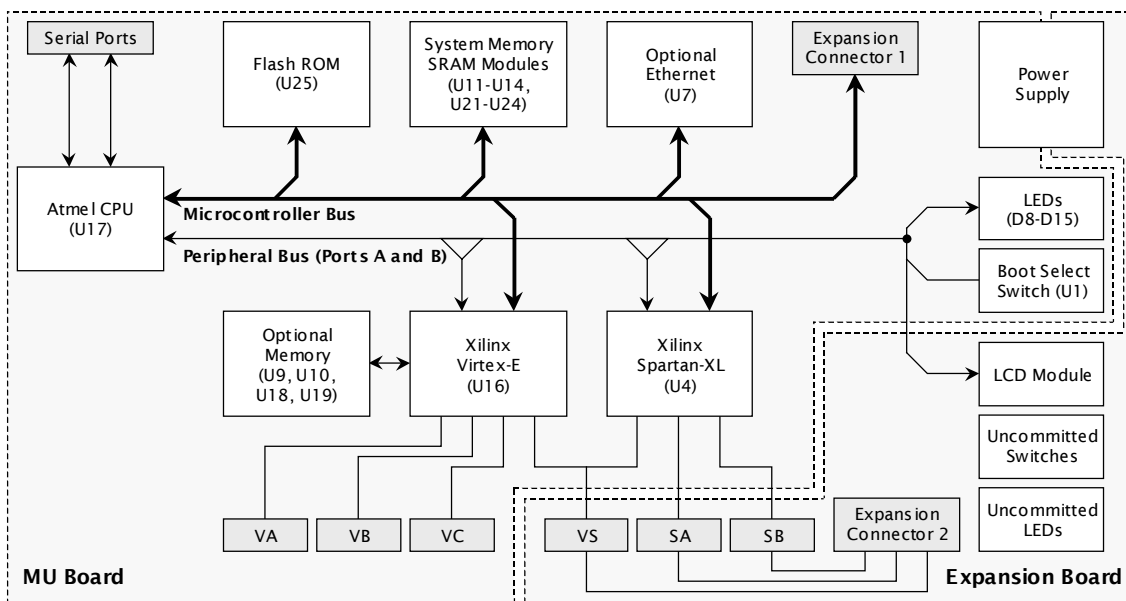 Serial Ports
Flash ROM
(U25)
System Memory
SRAM Modules
(U11-U14,
U21-U24)
Optional
Ethernet
(U7)
Expansion
Connector 1
Power
Supply
Atmel CPU
(U17)
Microcontroller Bus
Peripheral Bus (Ports A and B)
LEDs
(D8-D15)
Boot Select
Switch (U1)
Optional
Memory
(U9, U10,
U18, U19)
Xilinx
Virtex-E
(U16)
Xilinx
Spartan-XL
(U4)
LCD Module
Uncommitted
Switches
Uncommitted
LEDs
VA
VB
VC
VS
SA
SB
Expansion
Connector 2
MU Board
Expansion Board